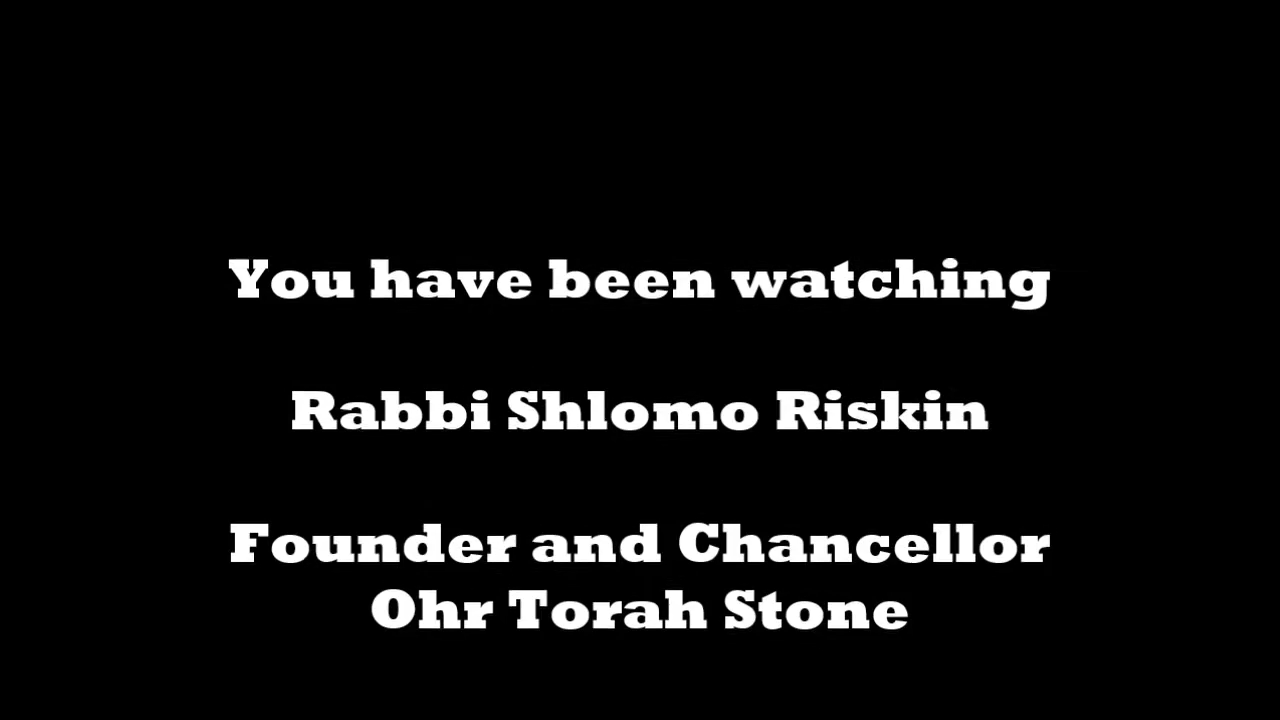 You have been watching
Rabbi Shlomo Riskin
Founder and Chancellor
Ohr Torah Stone